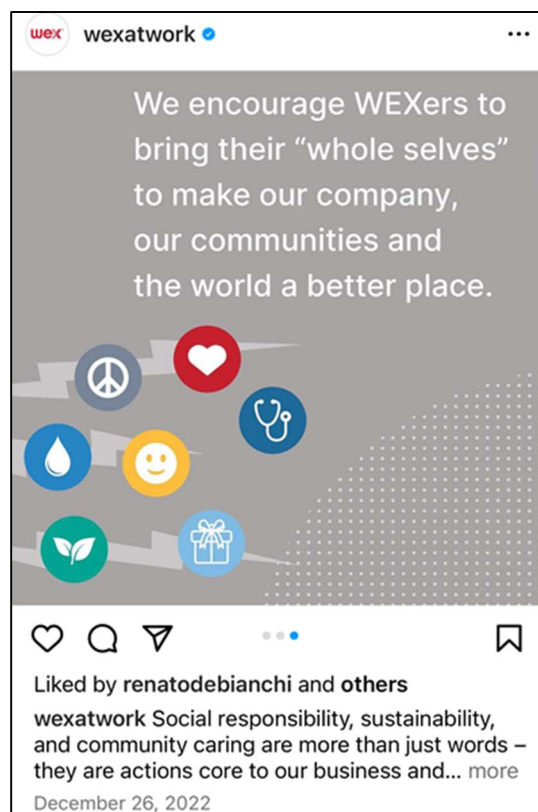 wex wexatwork
We encourage WEXers to
bring their “whole selves”
to make our company,
our communities and
the world a better place.
Liked by renatodebianchi and others
wexatwork Social responsibility, sustainability,
and community caring are more than just words –
they are actions core to our business and... more
December 26, 2022